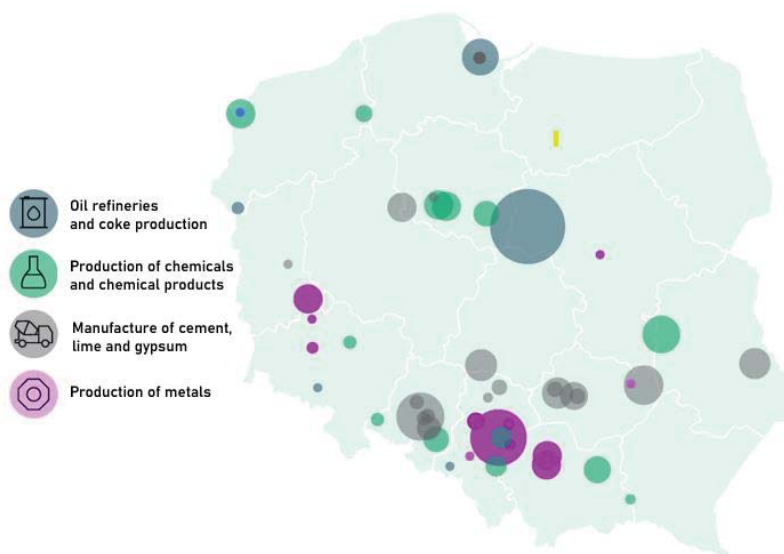 Oil refineries
and coke production
Production of chemicals
and chemical products
Manufacture of cement,
lime and gypsum
Production of metals